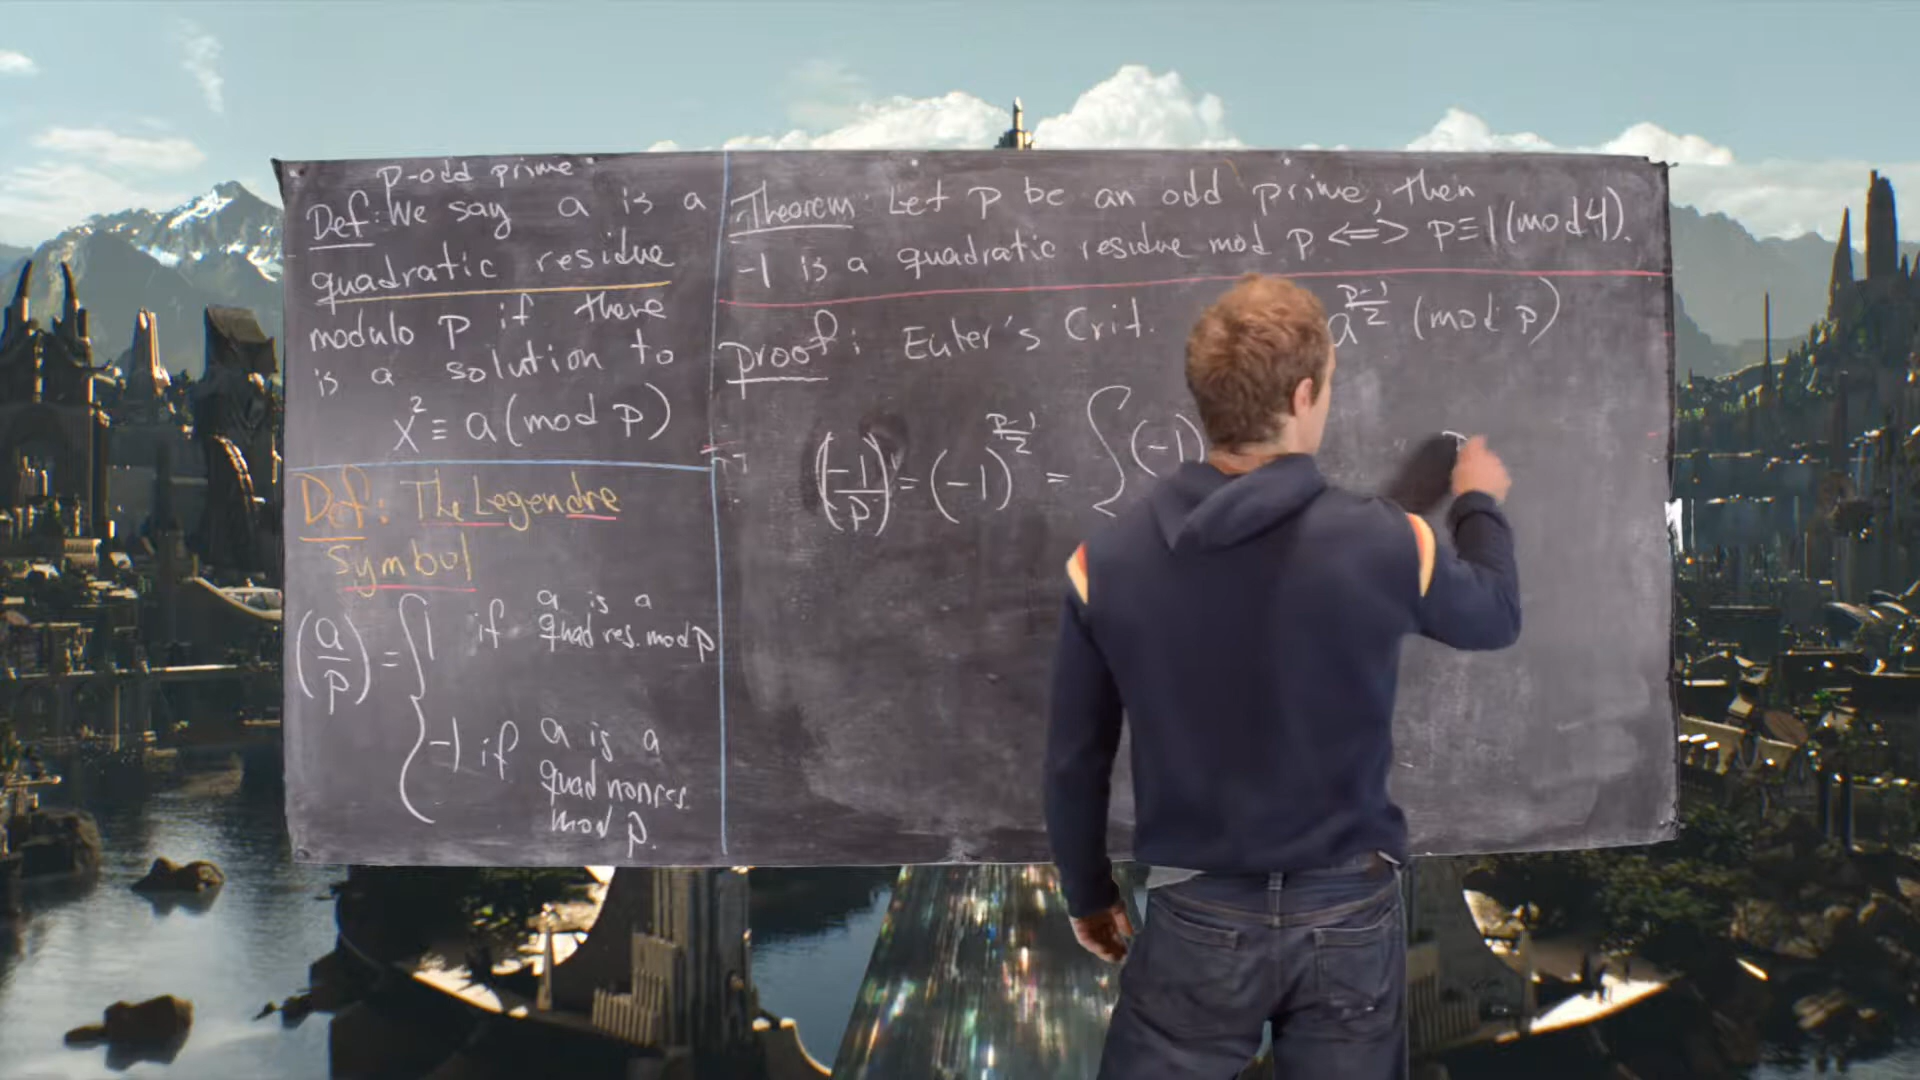 p-odd prime
Def: We say a is a
quadratic residue
modulo p if there
is a solution to
x² ≡ a (mod p)
Def: The Legendre
Symbol
(a/p) = { 1 if a is a
quad res. mod p
-1 if a is a
quad nonres.
mod p.
Theorem: Let p be an odd prime, then
-1 is a quadratic residue mod p <=> p≡1 (mod 4).
proof: Euler's Crit. a^((p-1)/2) (mod p)
(-1/p) = (-1)^((p-1)/2) = { (-1)